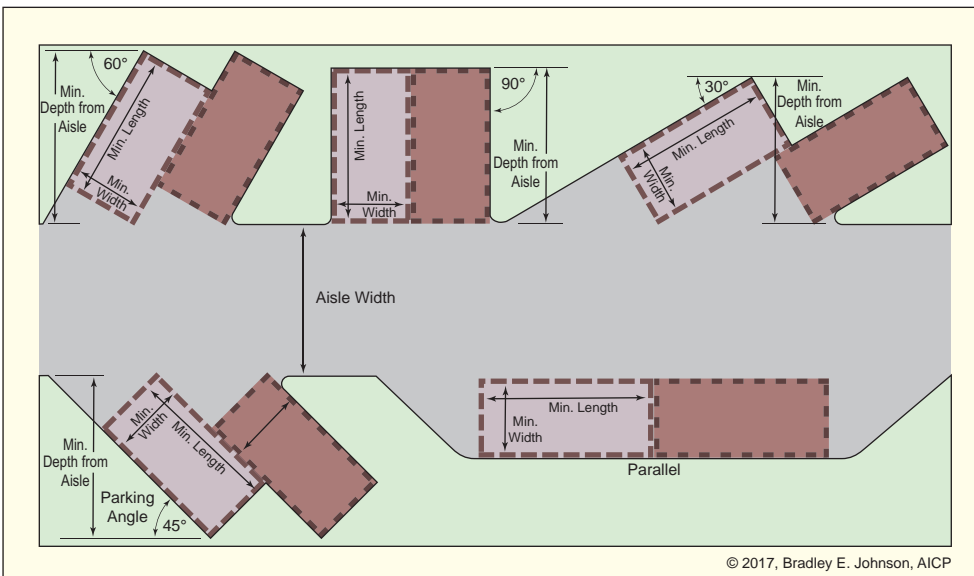 60°
Min.
Depth from
Aisle
Min. Length
Min.
Width
Min. Length
Min.
Width
90°
Min.
Depth from
Aisle
30°
Min. Length
Min.
Width
Min.
Depth from
Aisle
Aisle Width
Min.
Depth from
Aisle
Min.
Width
Min. Length
Parking
Angle
45°
Min. Length
Min.
Width
Parallel
© 2017, Bradley E. Johnson, AICP